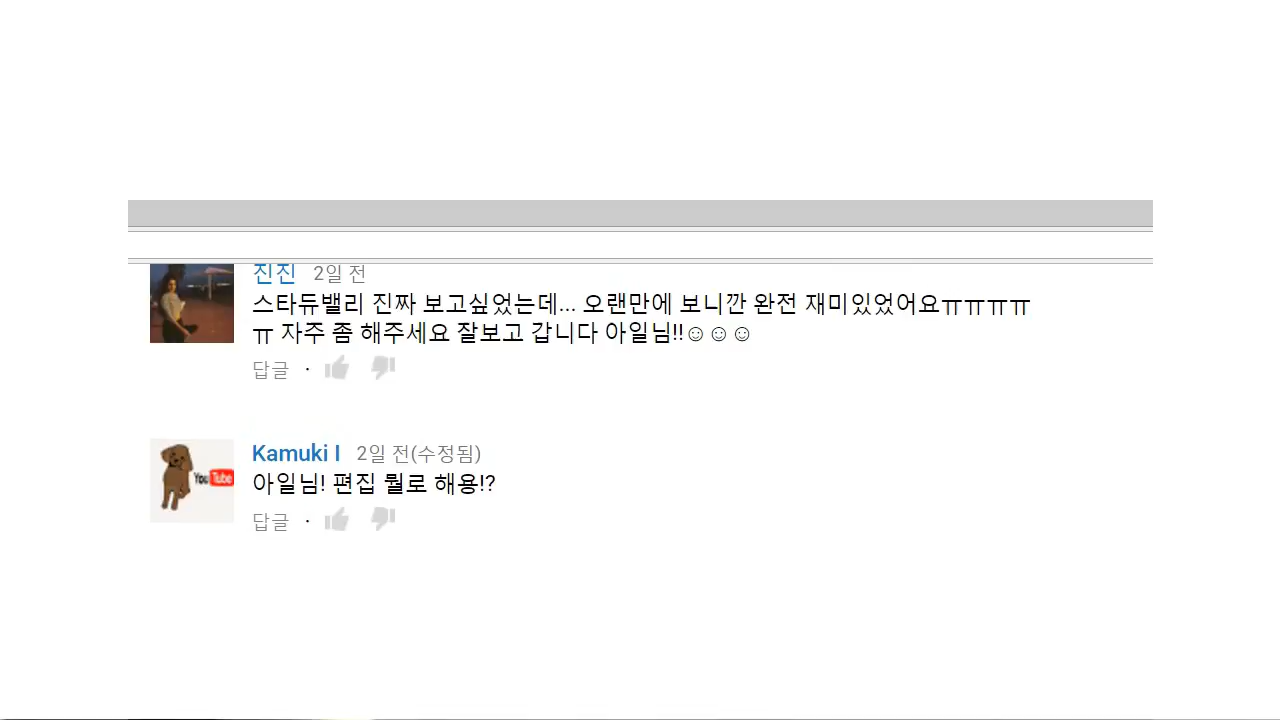 진진 2일 전
스타듀밸리 진짜 보고싶었는데... 오랜만에 보니깐 완전 재미있었어요ㅠㅠㅠㅠ
ㅠ 자주 좀 해주세요 잘보고 갑니다 아일님!!☺☺☺
답글 ·
Kamuki I 2일 전(수정됨)
YouTube
아일님! 편집 뭘로 해용!?
답글 ·